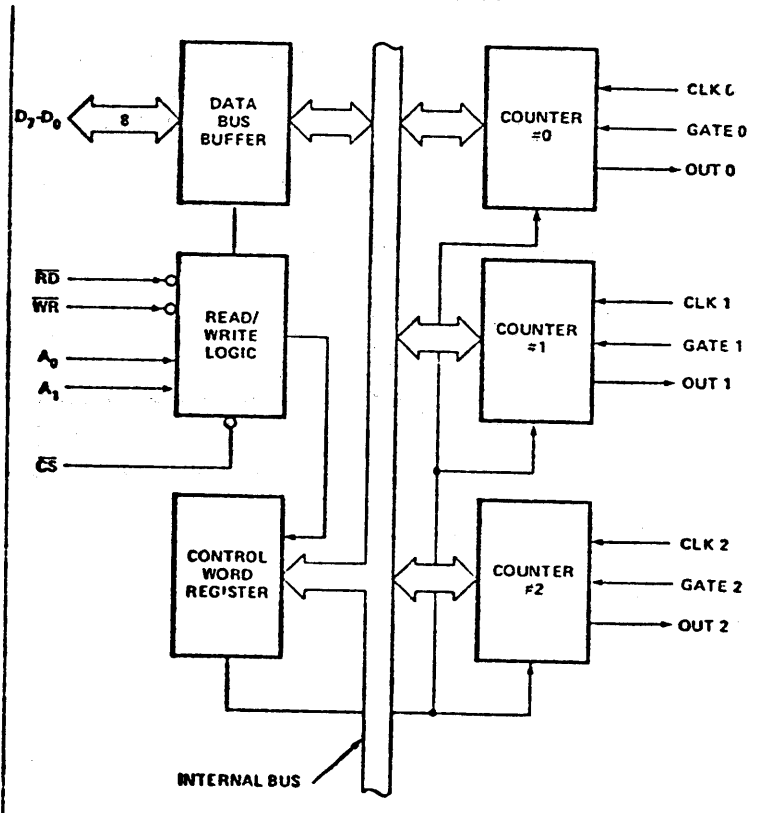 D7-D0
8
DATA
BUS
BUFFER
COUNTER
=0
CLK 0
GATE 0
OUT 0
RD
WR
A0
A1
CS
READ/
WRITE
LOGIC
COUNTER
=1
CLK 1
GATE 1
OUT 1
CONTROL
WORD
REGISTER
COUNTER
≠2
CLK 2
GATE 2
OUT 2
INTERNAL BUS